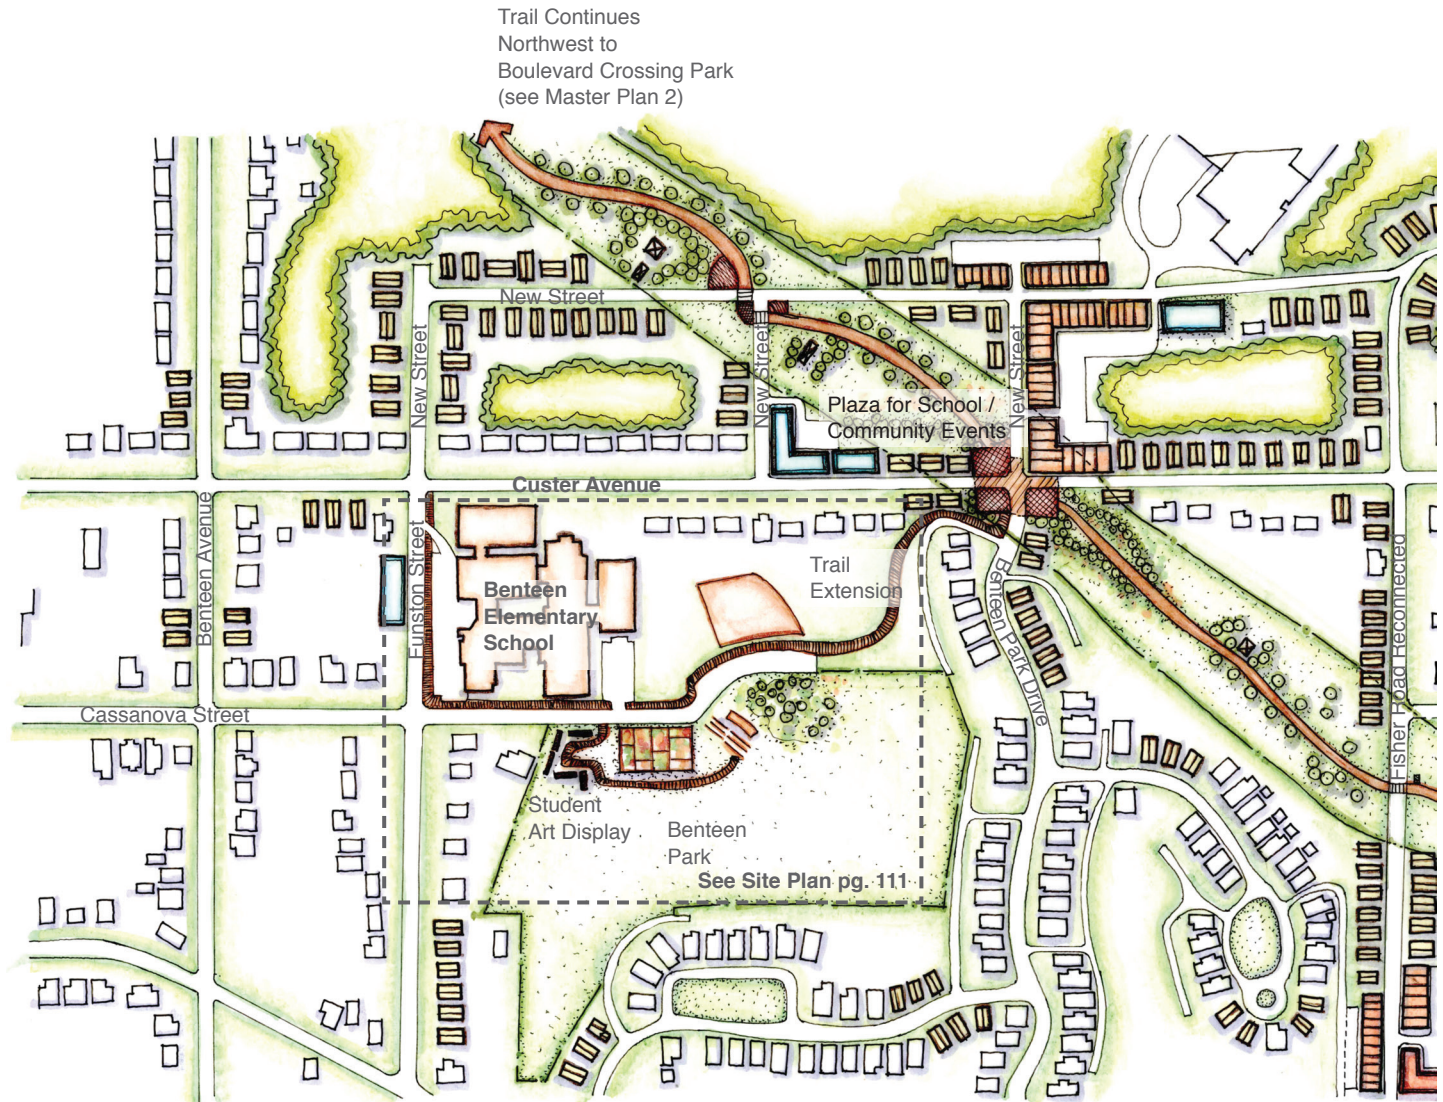 Trail Continues
Northwest to
Boulevard Crossing Park
(see Master Plan 2)
New Street
New Street
New Street
New Street
Plaza for School /
Community Events
Custer Avenue
Benteen Avenue
Funston Street
Benteen
Elementary
School
Trail
Extension
Benteen Park Drive
Fisher Road Reconnected
Cassanova Street
Student
Art Display
Benteen
Park
See Site Plan pg. 111